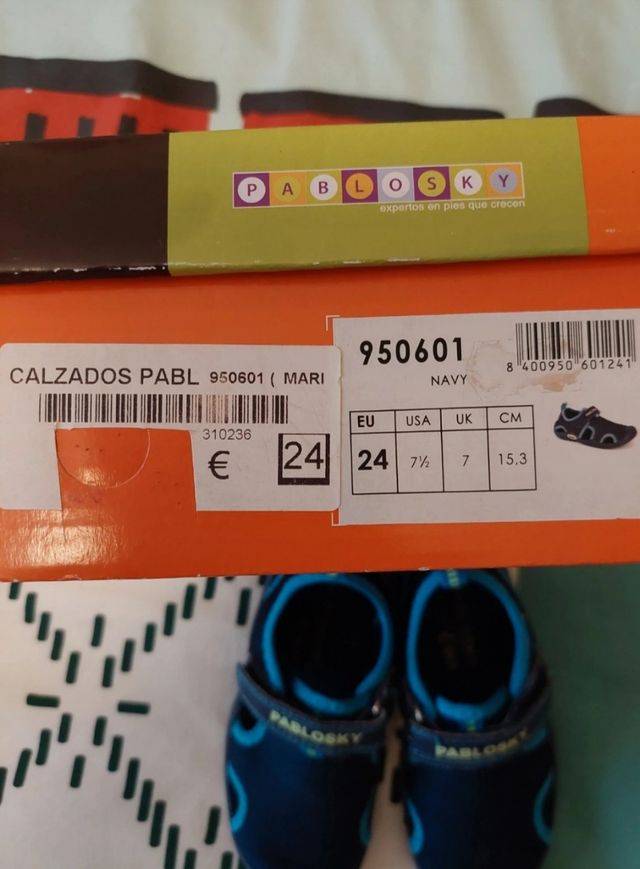 PABLOSKY
expertos en pies que crecen
CALZADOS PABL 950601 ( MARI
310236
€ 24
950601
NAVY
8 400950 601241
EU USA UK CM
24 7½ 7 15,3
PABLOSKY PABLOSKY